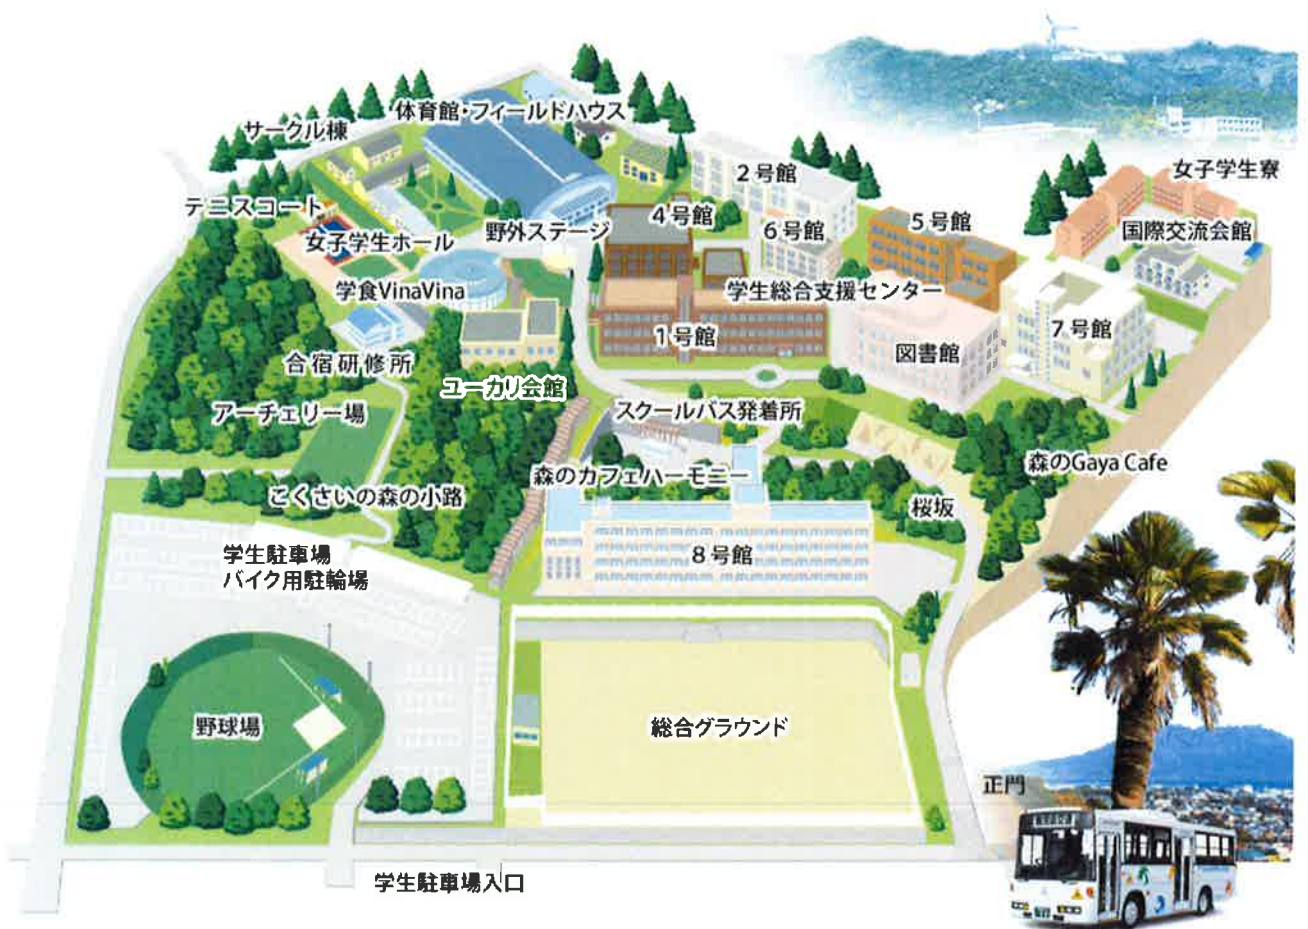 体育館・フィールドハウス
サークル棟
2号館
女子学生寮
テニスコート
4号館
5号館
女子学生ホール
野外ステージ
6号館
国際交流会館
学食VinaVina
学生総合支援センター
1号館
7号館
合宿研修所
図書館
ユーカリ会館
アーチェリー場
スクールバス発着所
森のGaya Cafe
森のカフェハーモニー
こくさいの森の小路
桜坂
学生駐車場
バイク用駐輪場
8号館
野球場
総合グラウンド
正門
学生駐車場入口